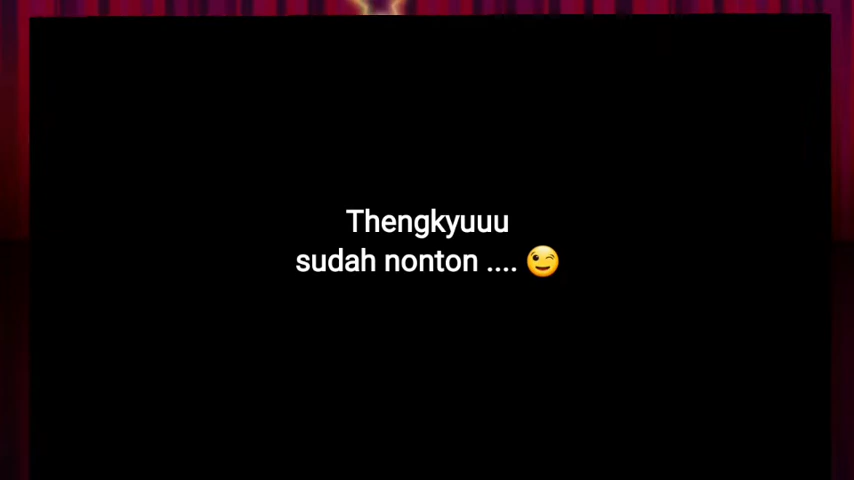 Thengkyuuu
sudah nonton .... 😉